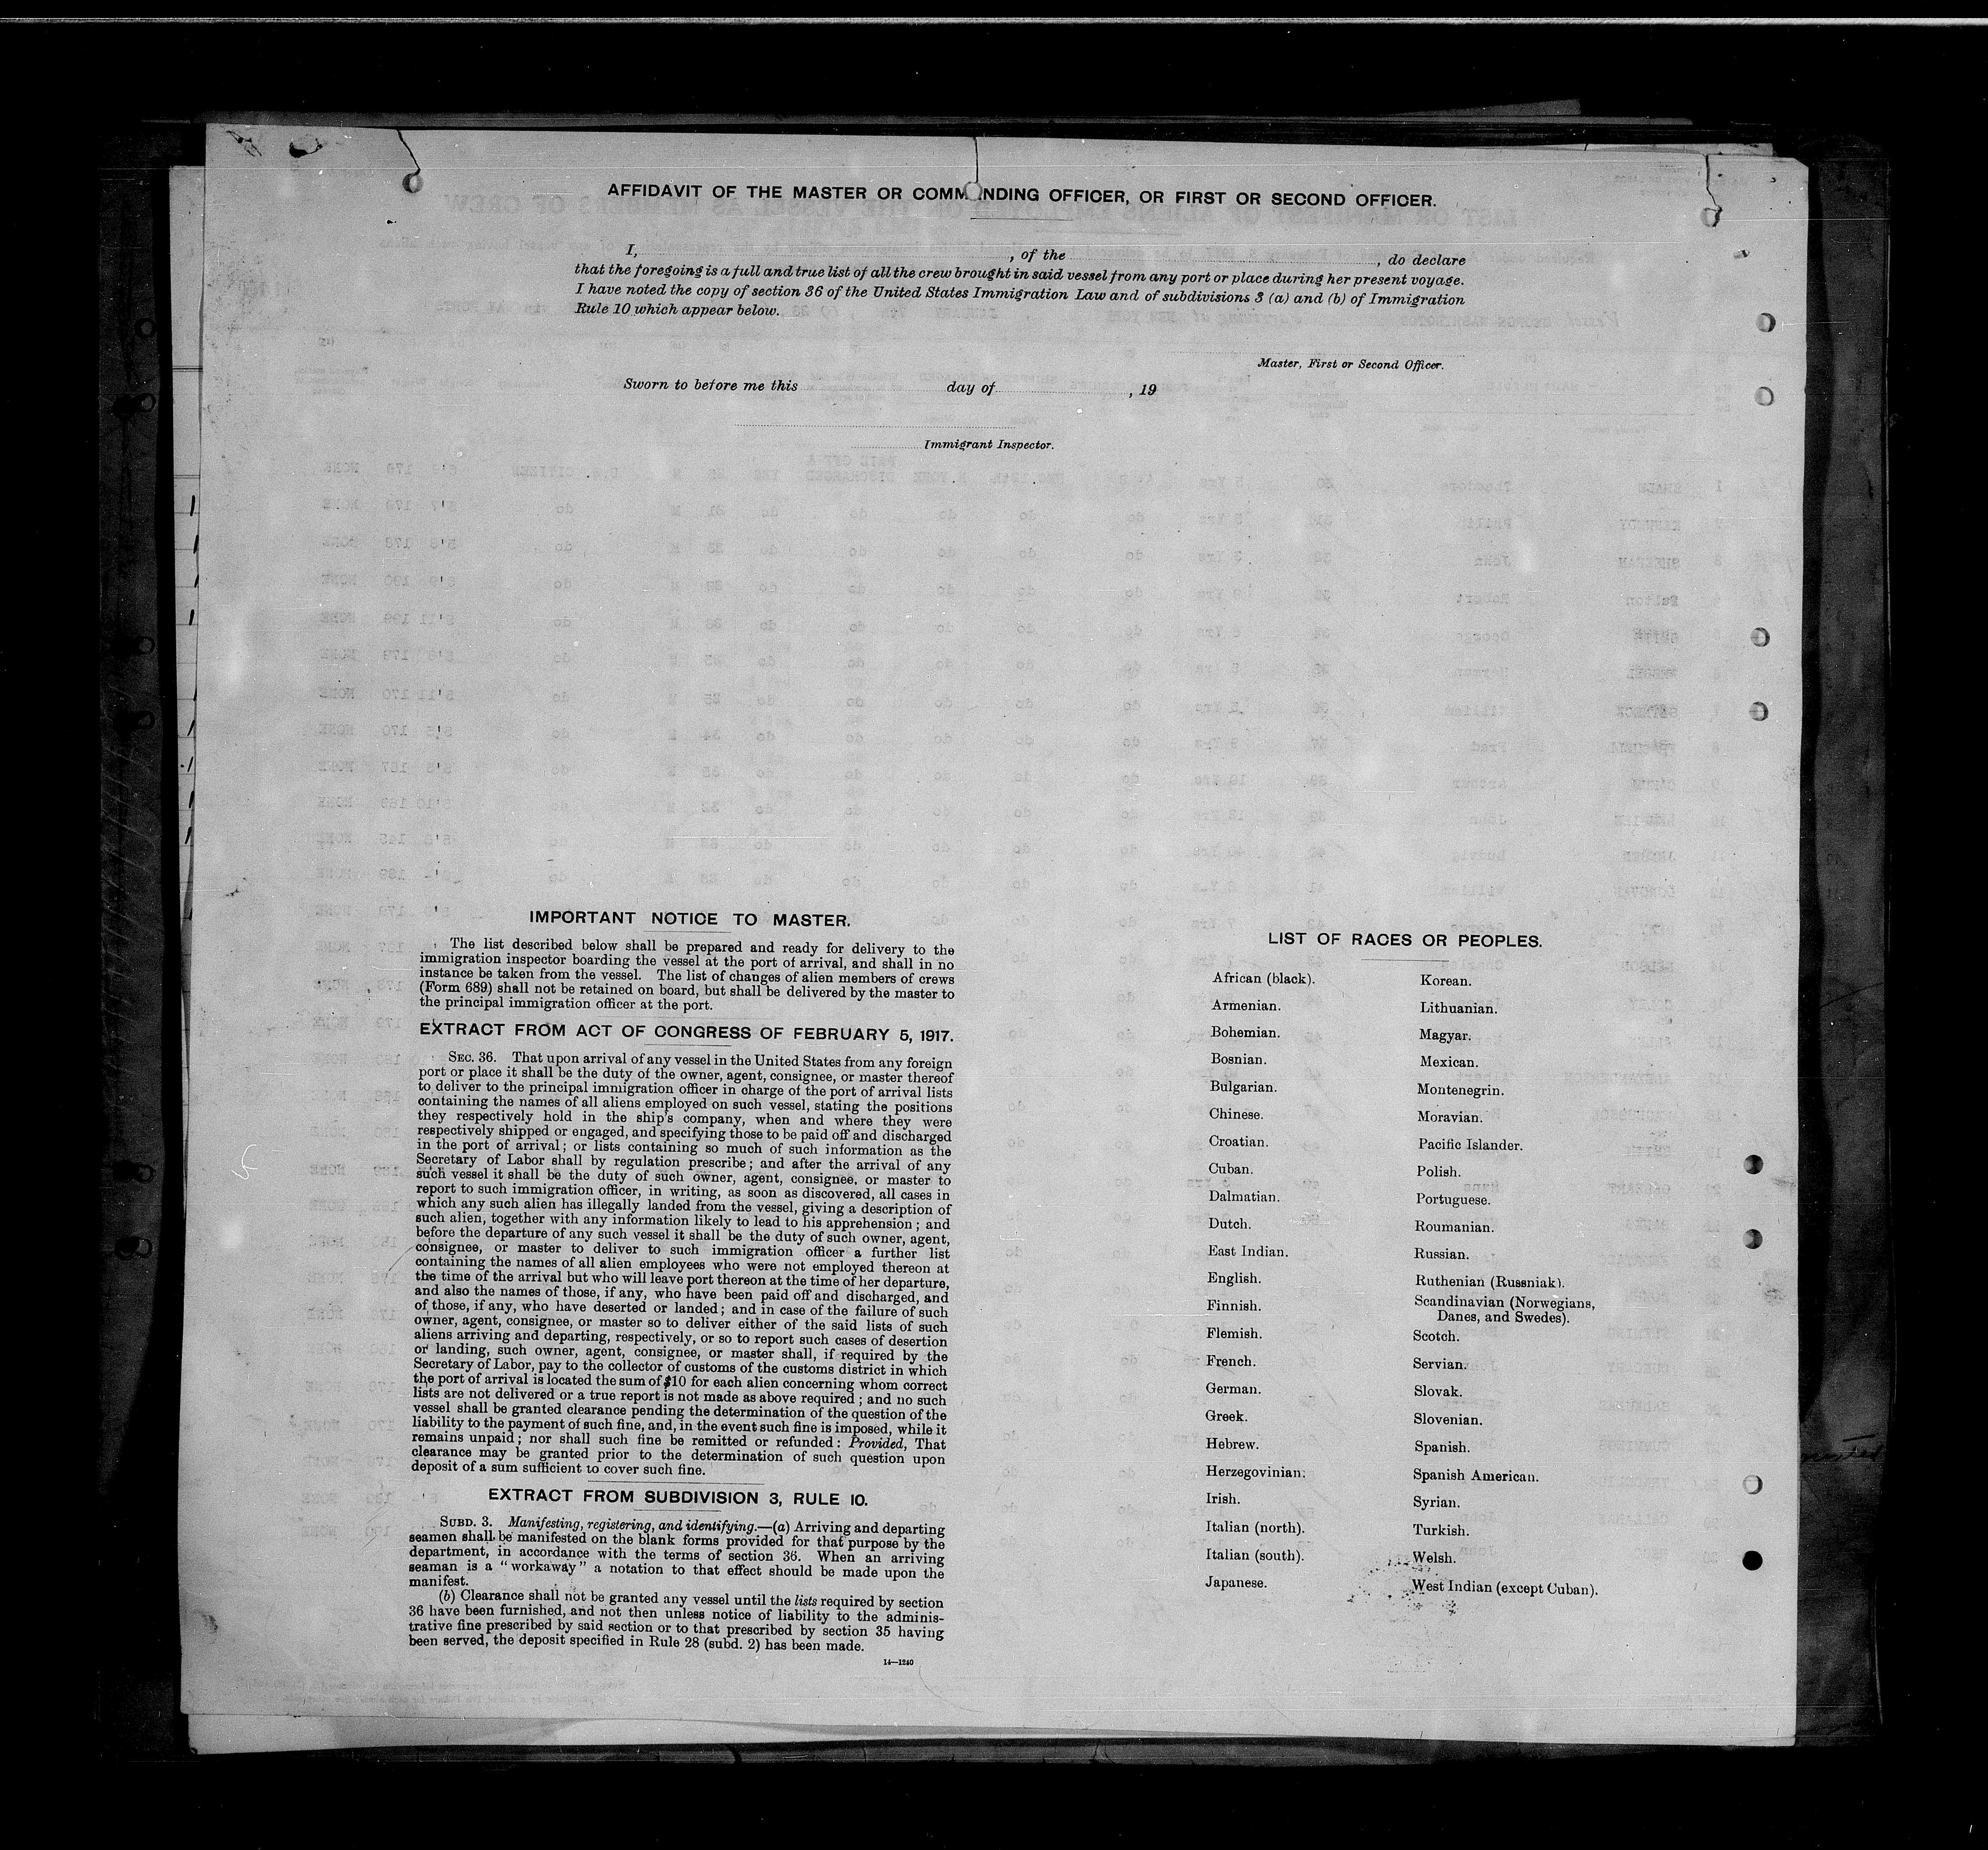 AFFIDAVIT OF THE MASTER OR COMMANDING OFFICER, OR FIRST OR SECOND OFFICER.
I, , of the , do declare
that the foregoing is a full and true list of all the crew brought in said vessel from any port or place during her present voyage.
I have noted the copy of section 36 of the United States Immigration Law and of subdivisions 3 (a) and (b) of Immigration
Rule 10 which appear below.
Master, First or Second Officer.
Sworn to before me this day of , 19
Immigrant Inspector.
IMPORTANT NOTICE TO MASTER.
The list described below shall be prepared and ready for delivery to the
immigration inspector boarding the vessel at the port of arrival, and shall in no
instance be taken from the vessel. The list of changes of alien members of crews
(Form 689) shall not be retained on board, but shall be delivered by the master to
the principal immigration officer at the port.
EXTRACT FROM ACT OF CONGRESS OF FEBRUARY 5, 1917.
SEC. 36. That upon arrival of any vessel in the United States from any foreign
port or place it shall be the duty of the owner, agent, consignee, or master thereof
to deliver to the principal immigration officer in charge of the port of arrival lists
containing the names of all aliens employed on such vessel, stating the positions
they respectively hold in the ship's company, when and where they were
respectively shipped or engaged, and specifying those to be paid off and discharged
in the port of arrival; or lists containing so much of such information as the
Secretary of Labor shall by regulation prescribe; and after the arrival of any
such vessel it shall be the duty of such owner, agent, consignee, or master to
report to such immigration officer, in writing, as soon as discovered, all cases in
which any such alien has illegally landed from the vessel, giving a description of
such alien, together with any information likely to lead to his apprehension; and
before the departure of any such vessel it shall be the duty of such owner, agent,
consignee, or master to deliver to such immigration officer a further list
containing the names of all alien employees who were not employed thereon at
the time of the arrival but who will leave port thereon at the time of her departure,
and also the names of those, if any, who have been paid off and discharged, and
of those, if any, who have deserted or landed; and in case of the failure of such
owner, agent, consignee, or master so to deliver either of the said lists of such
aliens arriving and departing, respectively, or so to report such cases of desertion
or landing, such owner, agent, consignee, or master shall, if required by the
Secretary of Labor, pay to the collector of customs of the customs district in which
the port of arrival is located the sum of $10 for each alien concerning whom correct
lists are not delivered or a true report is not made as above required; and no such
vessel shall be granted clearance pending the determination of the question of the
liability to the payment of such fine, and, in the event such fine is imposed, while it
remains unpaid; nor shall such fine be remitted or refunded: Provided, That
clearance may be granted prior to the determination of such question upon
deposit of a sum sufficient to cover such fine.
EXTRACT FROM SUBDIVISION 3, RULE 10.
SUBD. 3. Manifesting, registering, and identifying.—(a) Arriving and departing
seamen shall be manifested on the blank forms provided for that purpose by the
department, in accordance with the terms of section 36. When an arriving
seaman is a "workaway" a notation to that effect should be made upon the
manifest.
(b) Clearance shall not be granted any vessel until the lists required by section
36 have been furnished, and not then unless notice of liability to the adminis-
trative fine prescribed by said section or to that prescribed by section 35 having
been served, the deposit specified in Rule 28 (subd. 2) has been made.
14—1240
LIST OF RACES OR PEOPLES.
African (black).
Armenian.
Bohemian.
Bosnian.
Bulgarian.
Chinese.
Croatian.
Cuban.
Dalmatian.
Dutch.
East Indian.
English.
Finnish.
Flemish.
French.
German.
Greek.
Hebrew.
Herzegovinian.
Irish.
Italian (north).
Italian (south).
Japanese.
Korean.
Lithuanian.
Magyar.
Mexican.
Montenegrin.
Moravian.
Pacific Islander.
Polish.
Portuguese.
Roumanian.
Russian.
Ruthenian (Russniak).
Scandinavian (Norwegians,
Danes, and Swedes).
Scotch.
Servian.
Slovak.
Slovenian.
Spanish.
Spanish American.
Syrian.
Turkish.
Welsh.
West Indian (except Cuban).